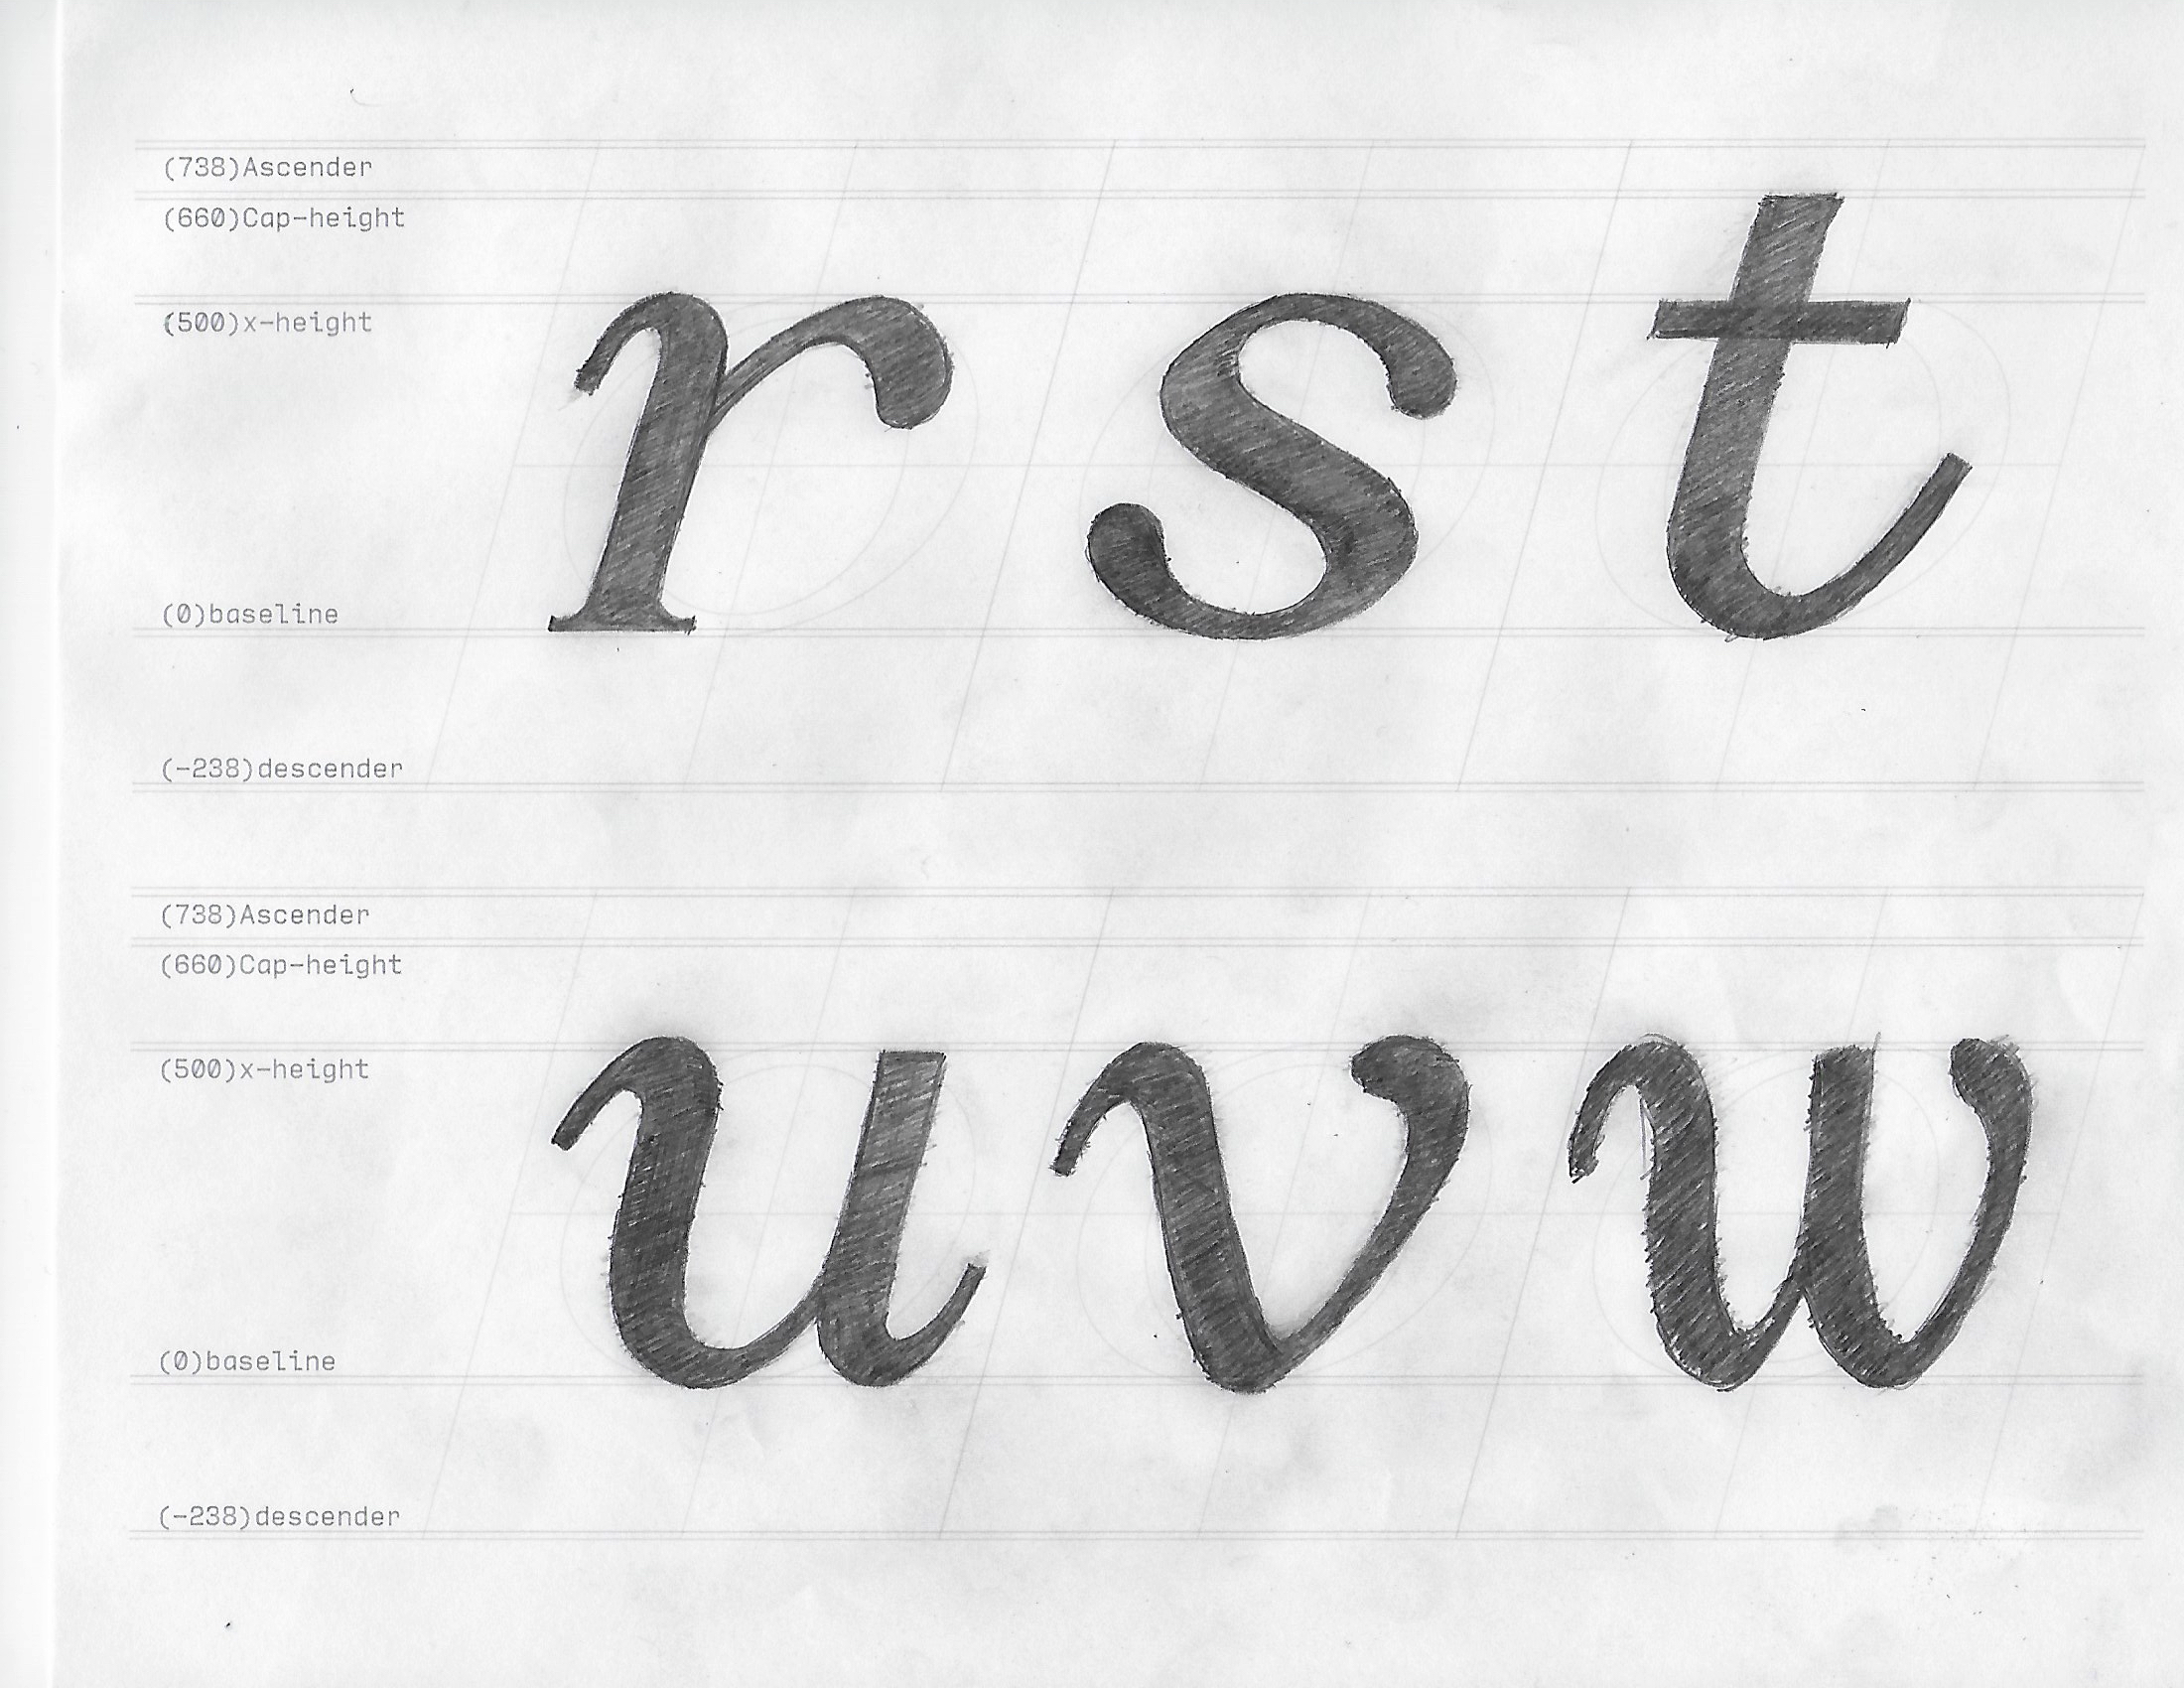 (738)Ascender
(660)Cap-height
(500)x-height
r s t
(0)baseline
(-238)descender
(738)Ascender
(660)Cap-height
(500)x-height
u v w
(0)baseline
(-238)descender